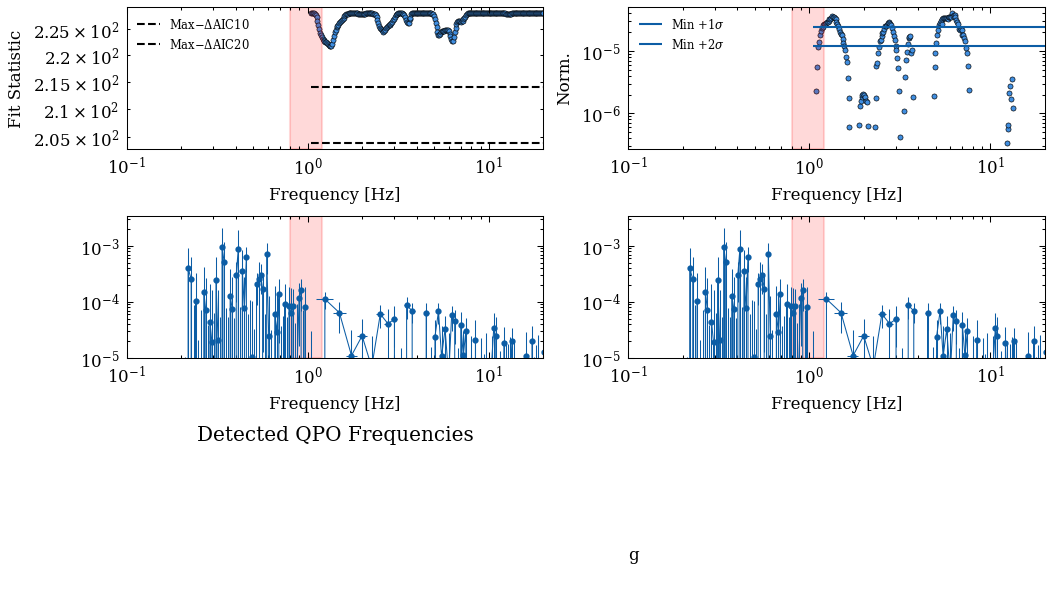 Max−ΔAIC10
Max−ΔAIC20
Fit Statistic
2.25 × 10²
2.2 × 10²
2.15 × 10²
2.1 × 10²
2.05 × 10²
10⁻¹ 10⁰ 10¹
Frequency [Hz]
Min +1σ
Min +2σ
Norm.
10⁻⁵
10⁻⁶
10⁻¹ 10⁰ 10¹
Frequency [Hz]
10⁻³
10⁻⁴
10⁻⁵
10⁻¹ 10⁰ 10¹
Frequency [Hz]
10⁻³
10⁻⁴
10⁻⁵
10⁻¹ 10⁰ 10¹
Frequency [Hz]
Detected QPO Frequencies
g